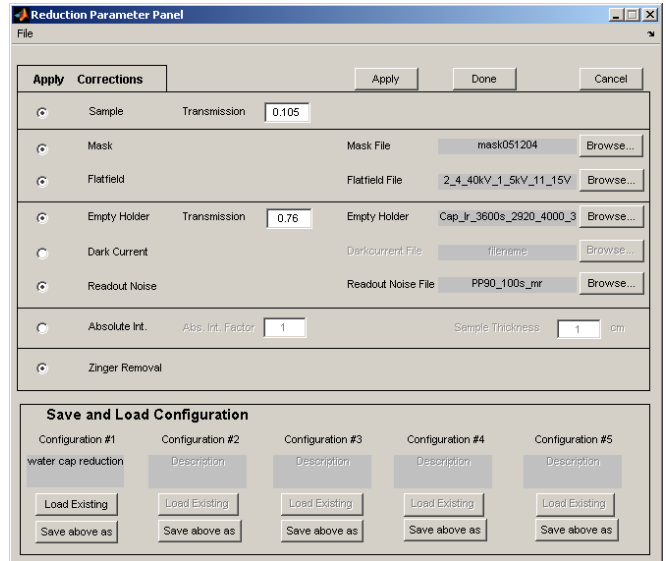 Reduction Parameter Panel
File
Apply Corrections Apply Done Cancel
Sample Transmission 0.105
Mask Mask File mask051204 Browse...
Flatfield Flatfield File 2_4_40kV_1_5kV_11_15V Browse...
Empty Holder Transmission 0.76 Empty Holder Cap_lr_3600s_2920_4000_3 Browse...
Dark Current Darkcurrent File filename Browse...
Readout Noise Readout Noise File PP90_100s_mr Browse...
Absolute Int. Abs. Int. Factor 1 Sample Thickness 1 cm
Zinger Removal
Save and Load Configuration
Configuration #1 Configuration #2 Configuration #3 Configuration #4 Configuration #5
water cap reduction Description Description Description Description
Load Existing Load Existing Load Existing Load Existing Load Existing
Save above as Save above as Save above as Save above as Save above as